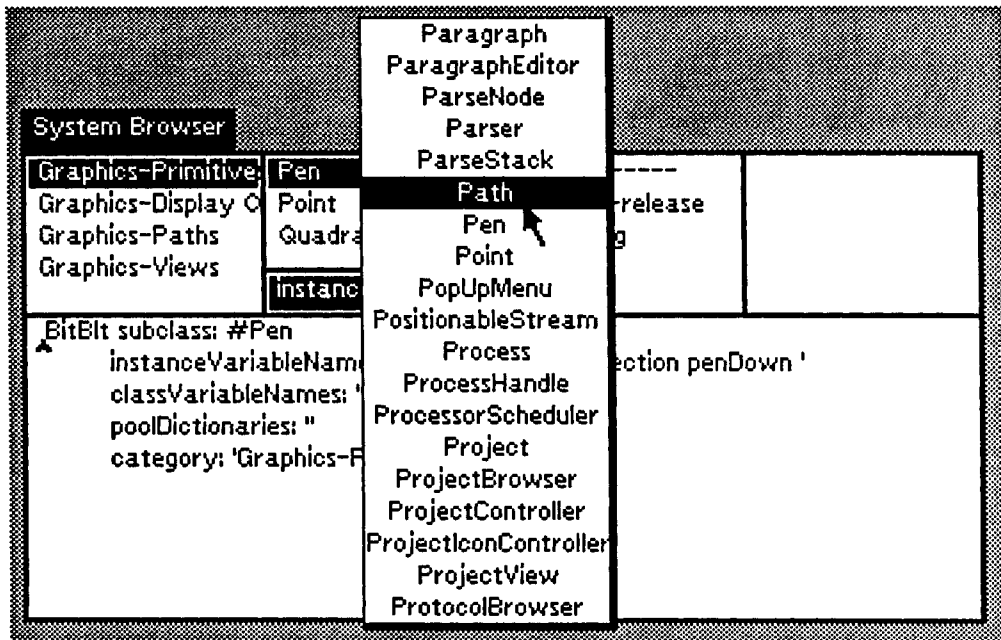 System Browser
Graphics-Primitive
Graphics-Display O
Graphics-Paths
Graphics-Views
Pen
Point
Quadra
instanc
-------
-release
g
Paragraph
ParagraphEditor
ParseNode
Parser
ParseStack
Path
Pen
Point
PopUpMenu
PositionableStream
Process
ProcessHandle
ProcessorScheduler
Project
ProjectBrowser
ProjectController
ProjectIconController
ProjectView
ProtocolBrowser
BitBlt subclass: #Pen
instanceVariableName ection penDown '
classVariableNames: '
poolDictionaries: ''
category: 'Graphics-P